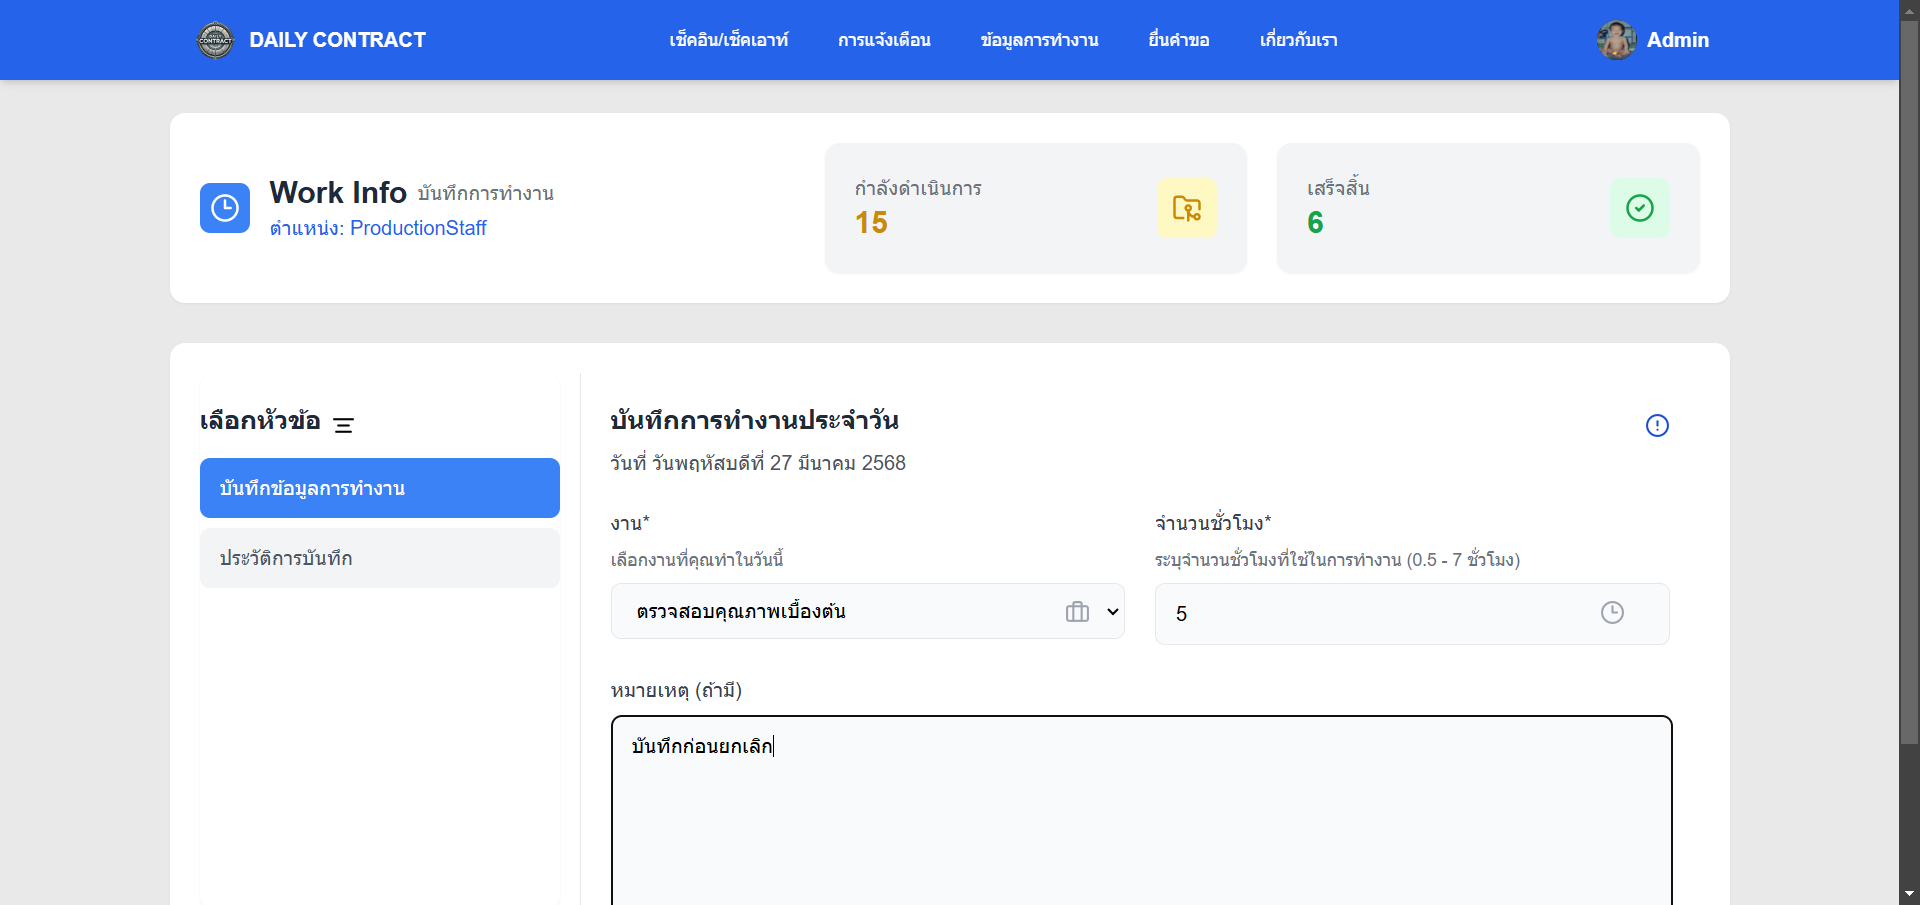 DAILY CONTRACT
เช็คอิน/เช็คเอาท์
การแจ้งเตือน
ข้อมูลการทำงาน
ยื่นคำขอ
เกี่ยวกับเรา
Admin
Work Info บันทึกการทำงาน
ตำแหน่ง: ProductionStaff
กำลังดำเนินการ
15
เสร็จสิ้น
6
เลือกหัวข้อ
บันทึกข้อมูลการทำงาน
ประวัติการบันทึก
บันทึกการทำงานประจำวัน
วันที่ วันพฤหัสบดีที่ 27 มีนาคม 2568
งาน*
เลือกงานที่คุณทำในวันนี้
ตรวจสอบคุณภาพเบื้องต้น
จำนวนชั่วโมง*
ระบุจำนวนชั่วโมงที่ใช้ในการทำงาน (0.5 - 7 ชั่วโมง)
5
หมายเหตุ (ถ้ามี)
บันทึกก่อนยกเลิก